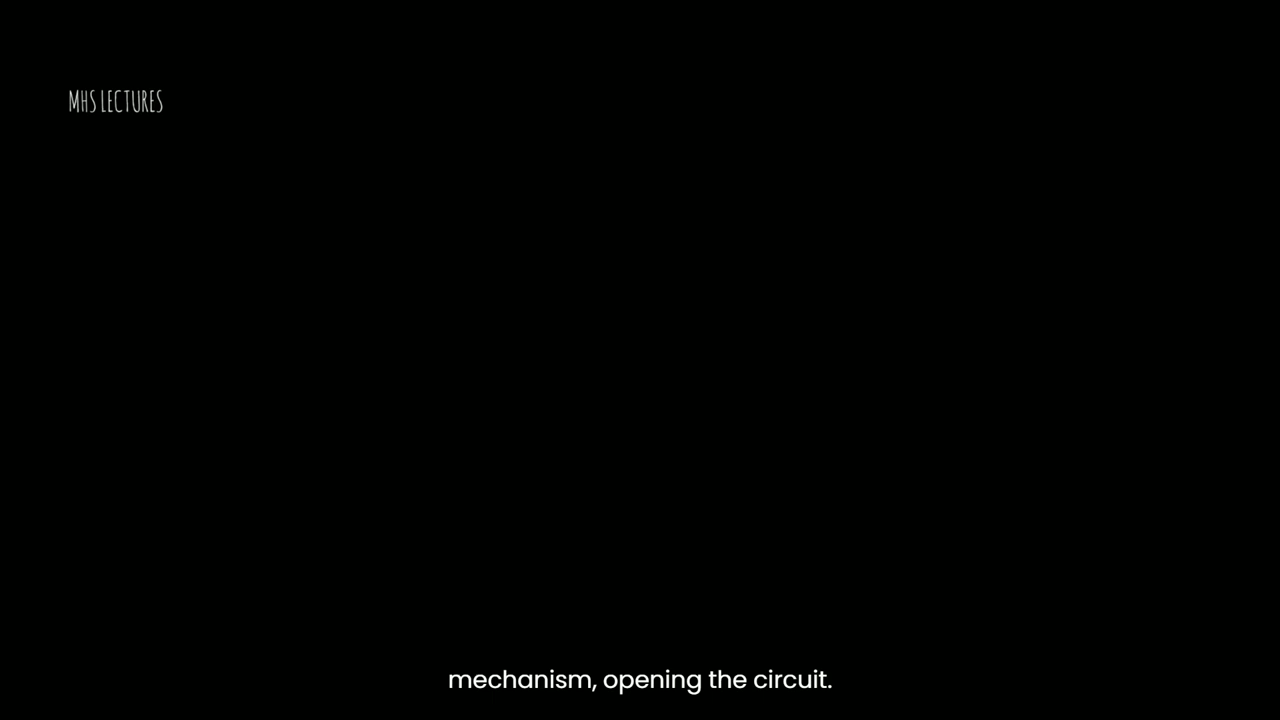 MHS LECTURES
mechanism, opening the circuit.